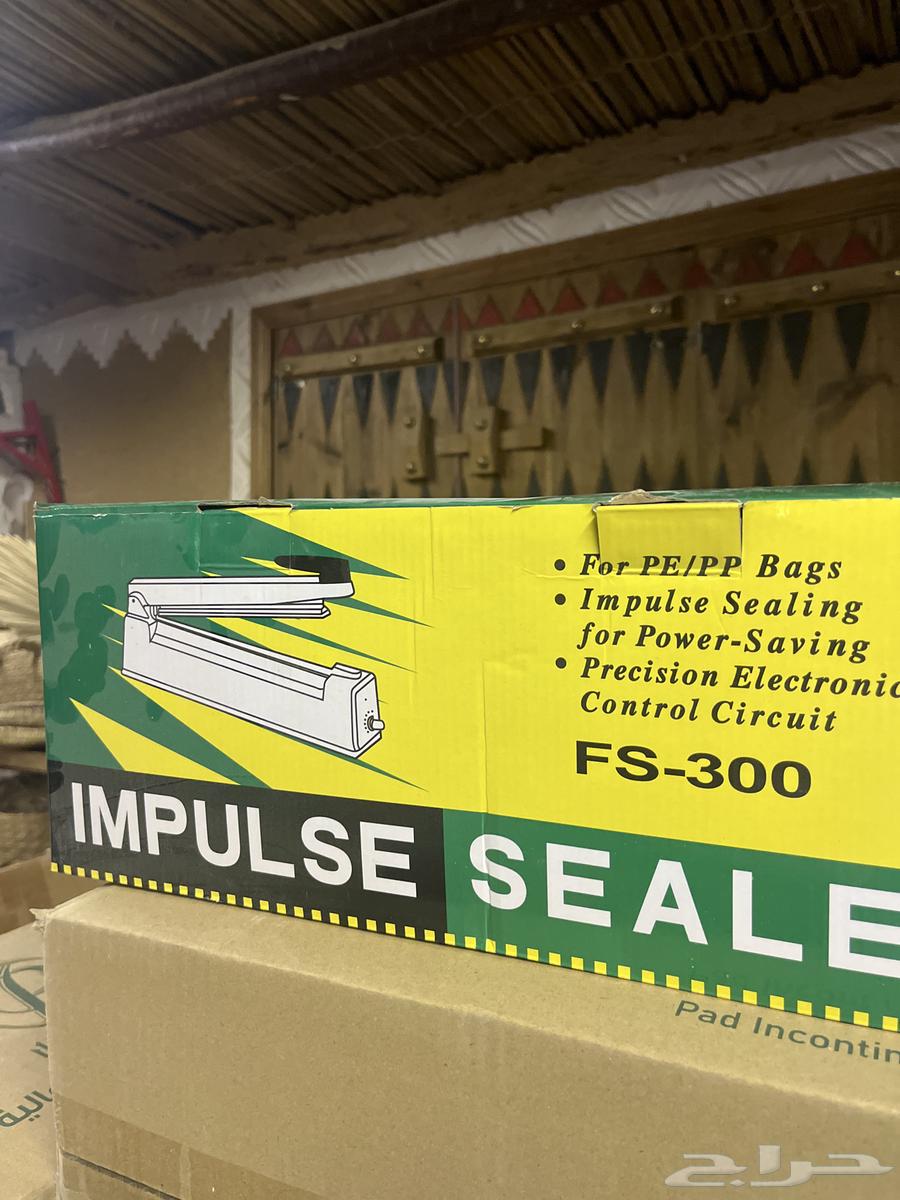 • For PE/PP Bags
• Impulse Sealing
for Power-Saving
• Precision Electronic
Control Circuit
FS-300
IMPULSE SEALE
Pad Incontin
حراج